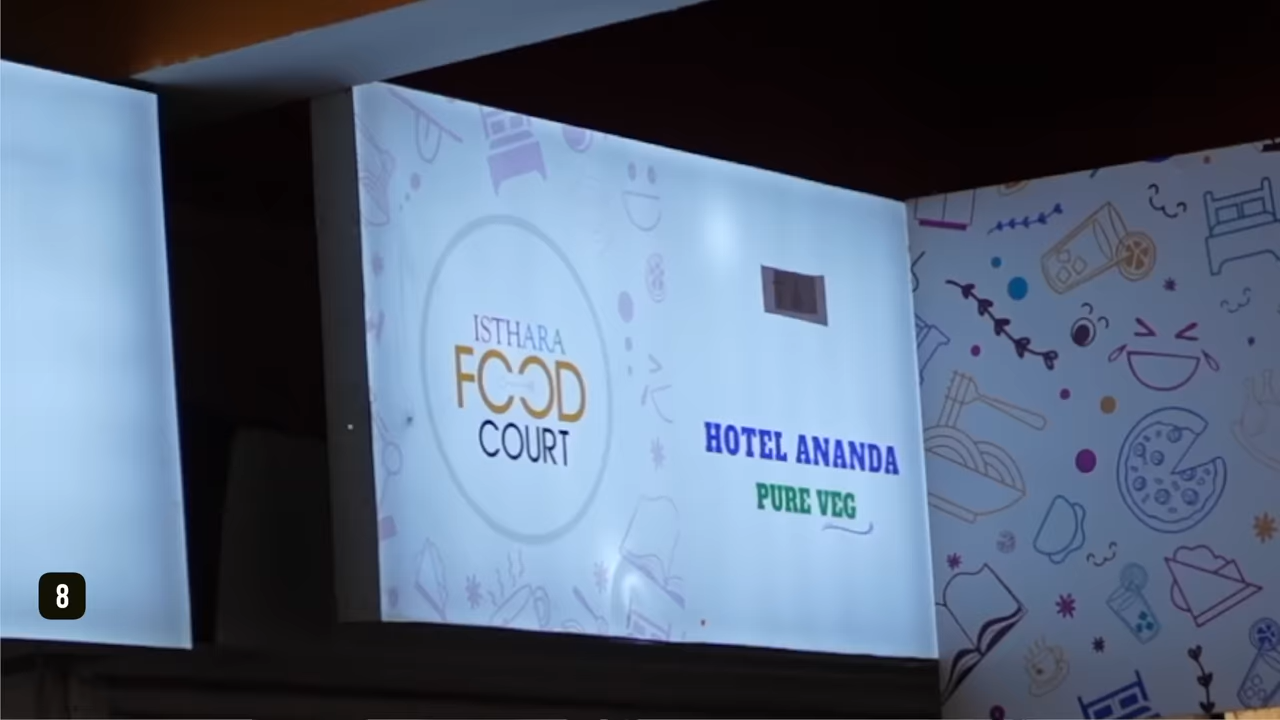 ISTHARA
FOOD
COURT
HOTEL ANANDA
PURE VEG
8